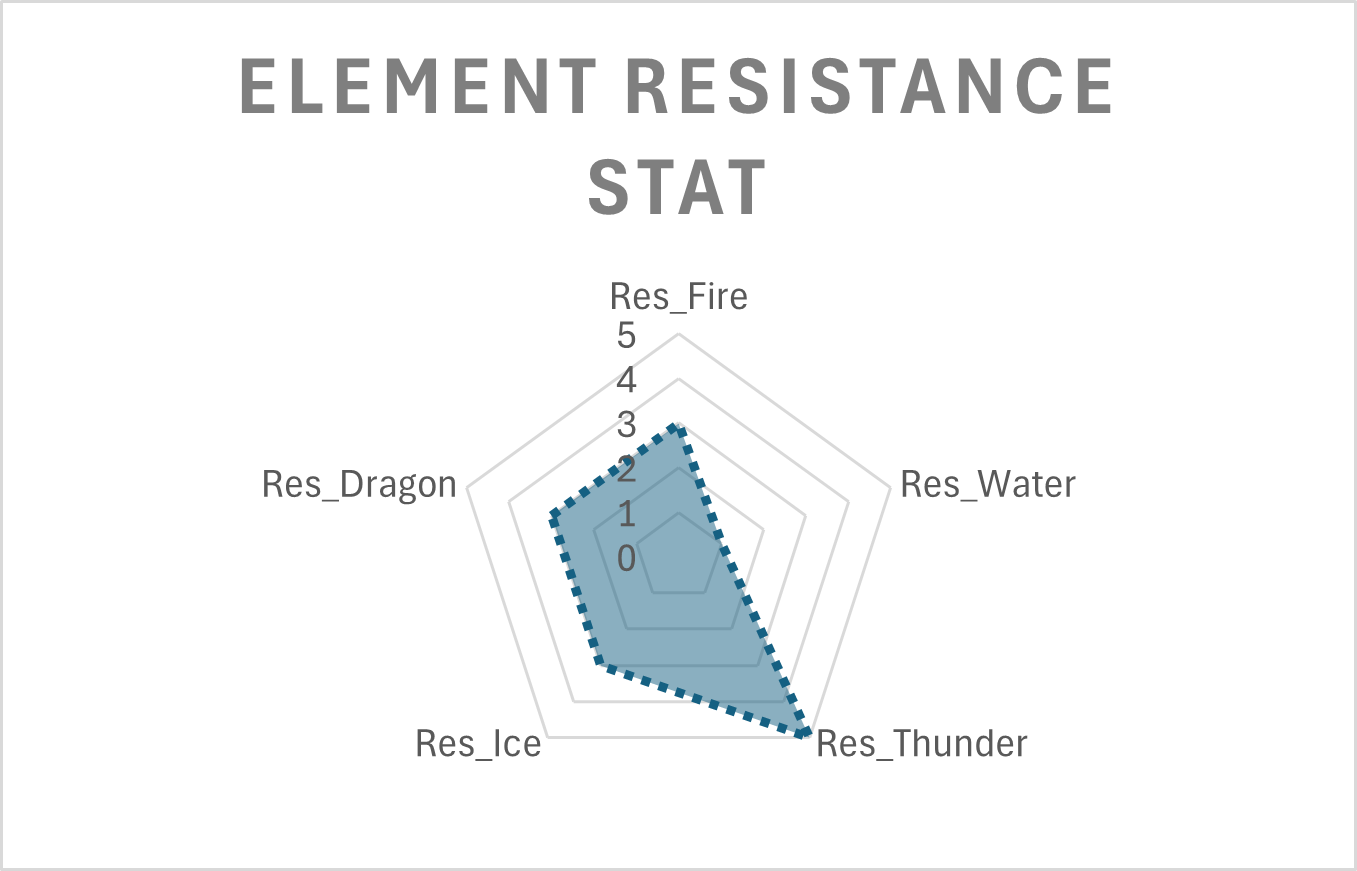 ELEMENT RESISTANCE
STAT
Res_Fire
5
4
3
2
1
0
Res_Dragon
Res_Water
Res_Ice
Res_Thunder